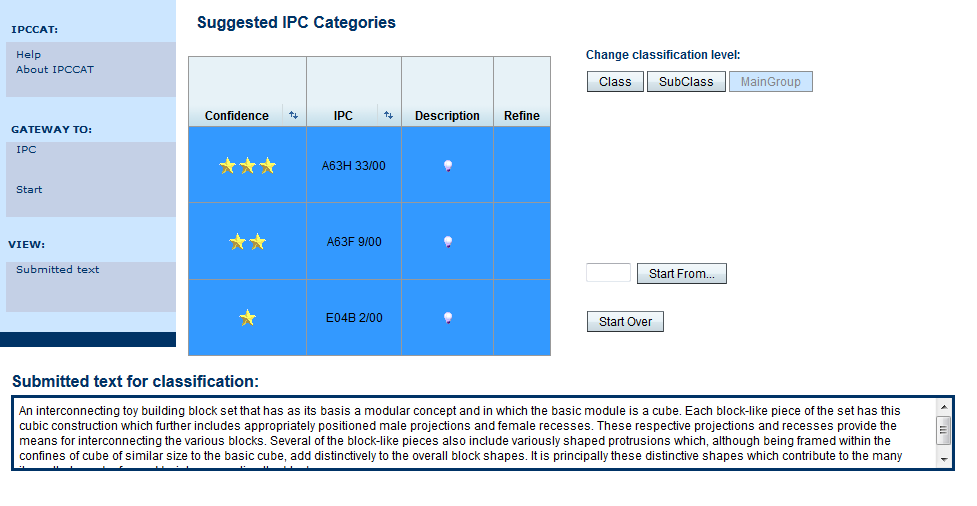 IPCCAT:
Help
About IPCCAT
GATEWAY TO:
IPC
Start
VIEW:
Submitted text
Suggested IPC Categories
Confidence IPC Description Refine
A63H 33/00
A63F 9/00
E04B 2/00
Change classification level:
Class SubClass MainGroup
Start From...
Start Over
Submitted text for classification:
An interconnecting toy building block set that has as its basis a modular concept and in which the basic module is a cube. Each block-like piece of the set has this
cubic construction which further includes appropriately positioned male projections and female recesses. These respective projections and recesses provide the
means for interconnecting the various blocks. Several of the block-like pieces also include variously shaped protrusions which, although being framed within the
confines of cube of similar size to the basic cube, add distinctively to the overall block shapes. It is principally these distinctive shapes which contribute to the many